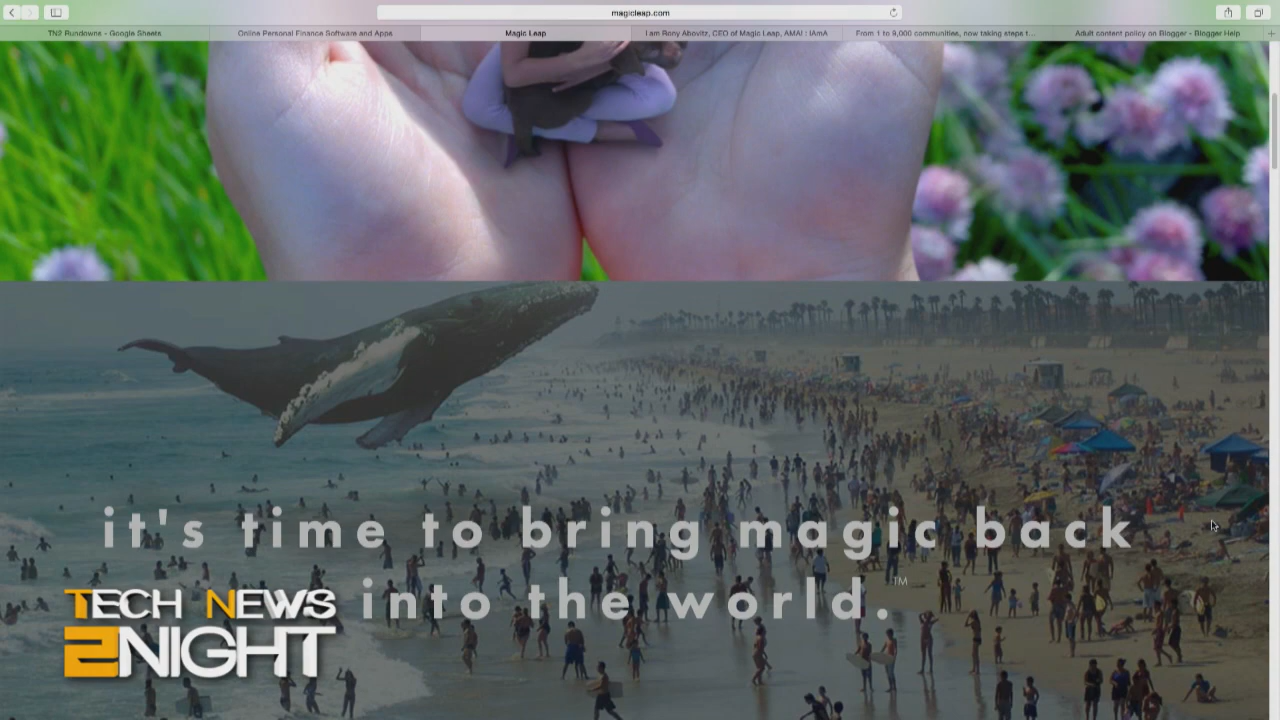 magicleap.com
TN2 Rundowns - Google Sheets
Online Personal Finance Software and Apps
Magic Leap
I am Rony Abovitz, CEO of Magic Leap, AMA! : IAmA
From 1 to 9,000 communities, now taking steps t...
Adult content policy on Blogger - Blogger Help
it's time to bring magic back
into the world.™
TECH NEWS
2NIGHT